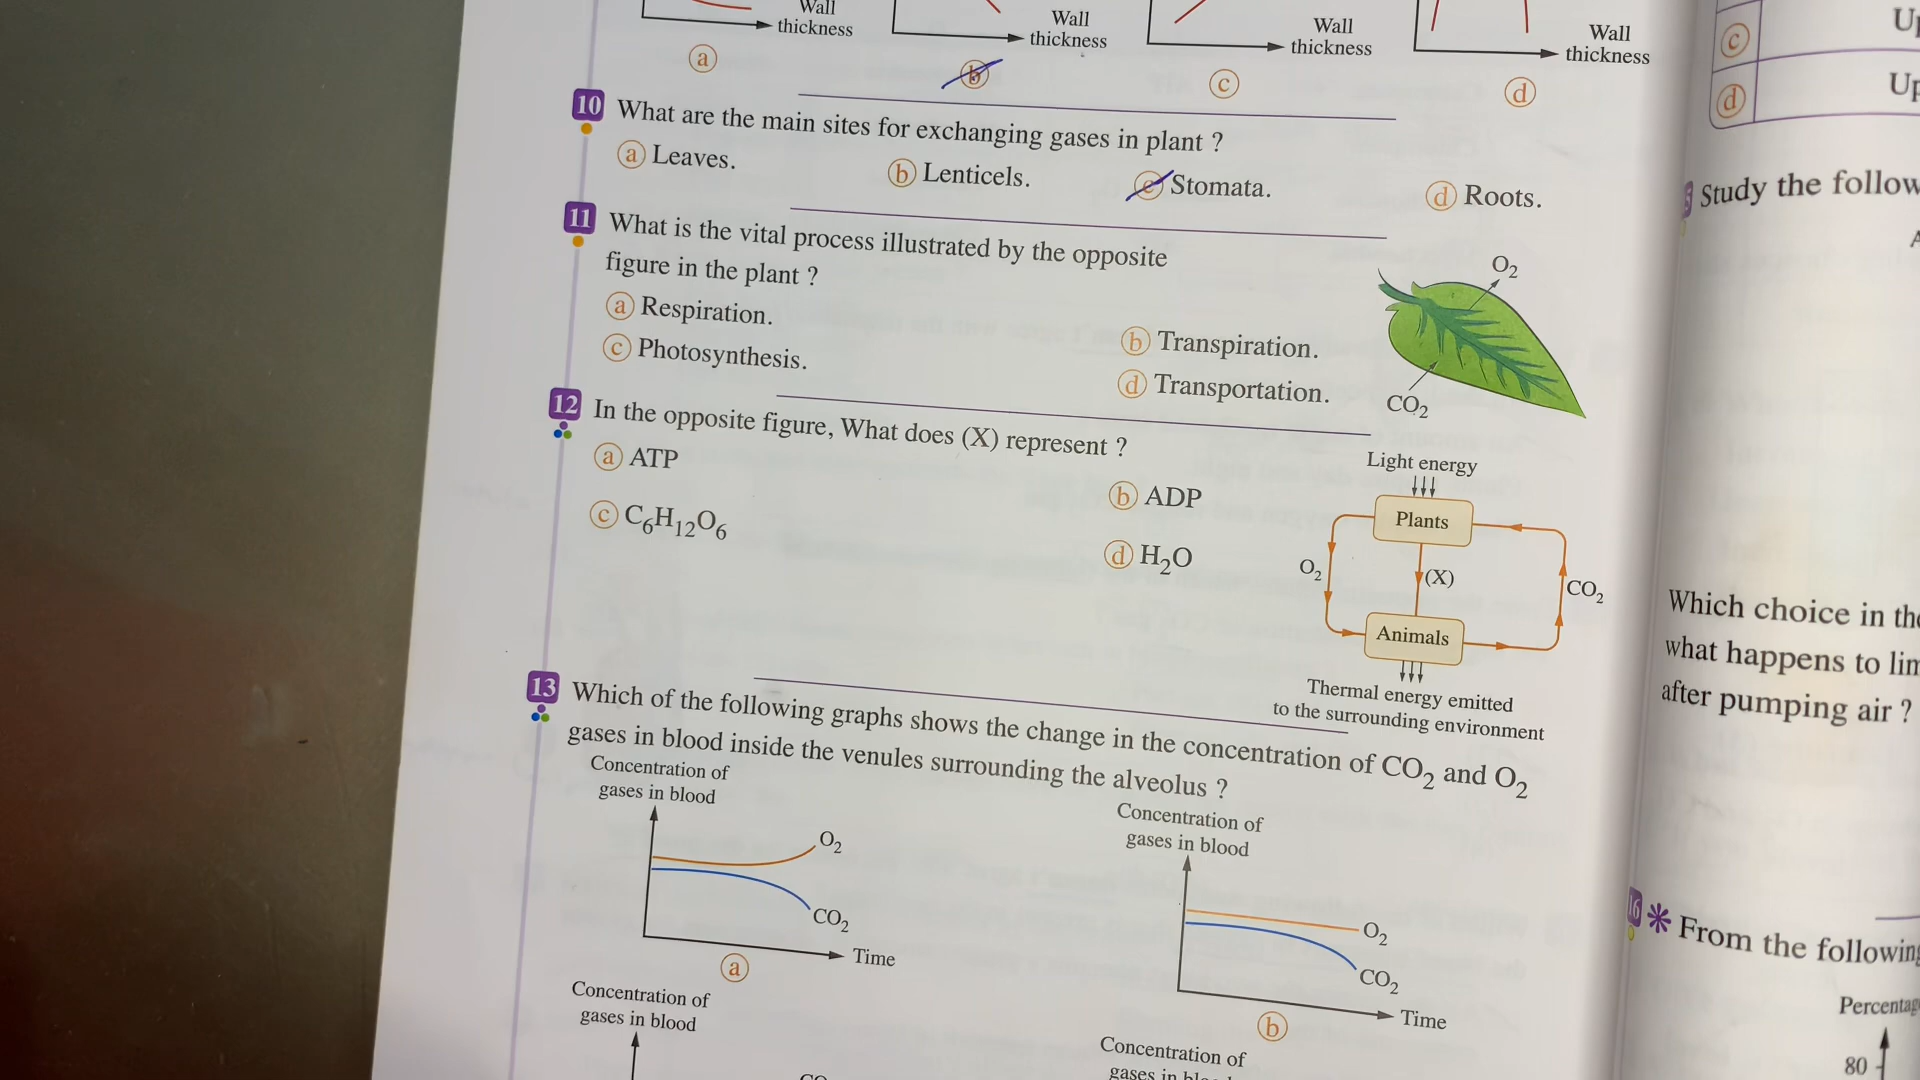 Wall
thickness
Wall
thickness
Wall
thickness
Wall
thickness
a
b
c
d
10 What are the main sites for exchanging gases in plant ?
a Leaves.
b Lenticels.
c Stomata.
d Roots.
11 What is the vital process illustrated by the opposite
figure in the plant ?
a Respiration.
b Transpiration.
c Photosynthesis.
d Transportation.
O₂
CO₂
12 In the opposite figure, What does (X) represent ?
a ATP
b ADP
c C₆H₁₂O₆
d H₂O
Light energy
Plants
O₂
(X)
CO₂
Animals
Thermal energy emitted
to the surrounding environment
13 Which of the following graphs shows the change in the concentration of CO₂ and O₂
gases in blood inside the venules surrounding the alveolus ?
Concentration of
gases in blood
O₂
CO₂
Time
a
Concentration of
gases in blood
O₂
CO₂
Time
b
Concentration of
gases in blood
Concentration of
gases in
c
d
Study the
Which choice in
what happens to
after pumping air ?
16 * From the
80